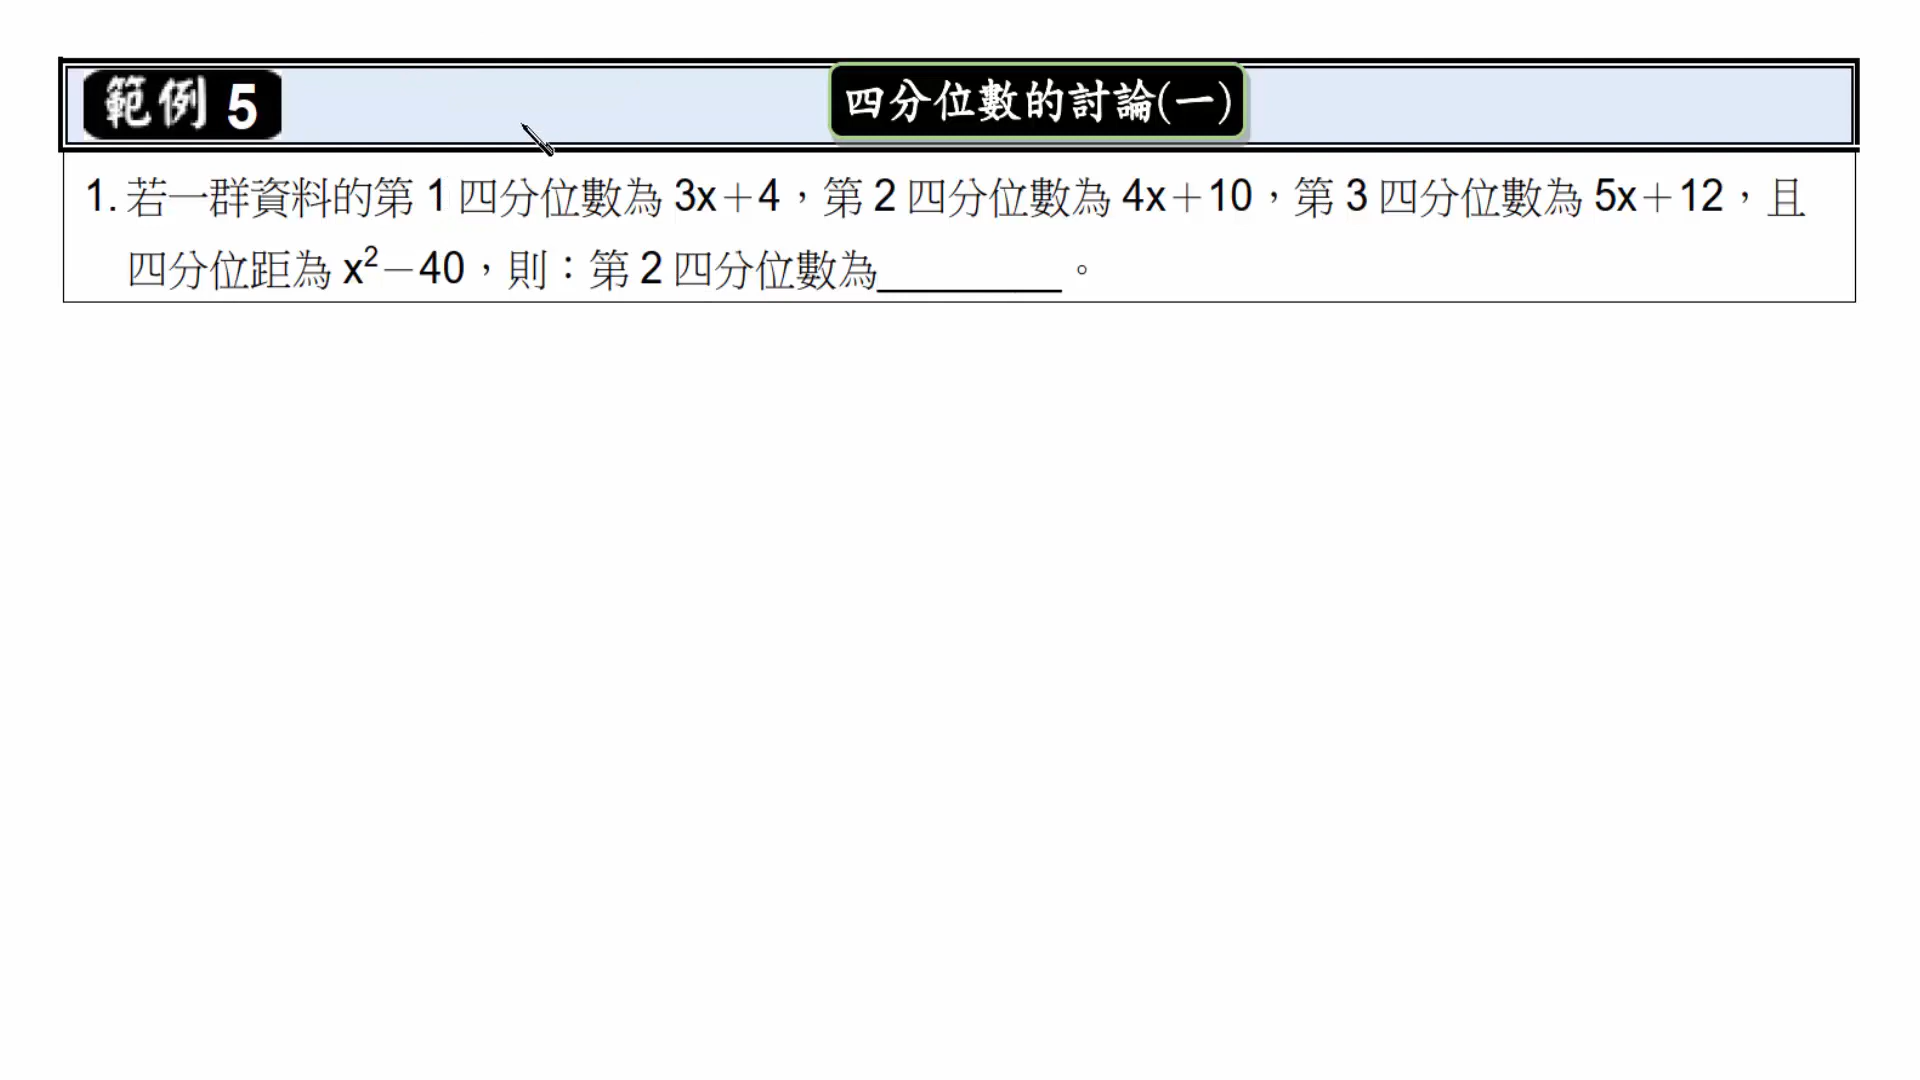 範例 5
四分位數的討論(一)
1. 若一群資料的第 1 四分位數為 3x＋4，第 2 四分位數為 4x＋10，第 3 四分位數為 5x＋12，且
四分位距為 x²－40，則：第 2 四分位數為_________。